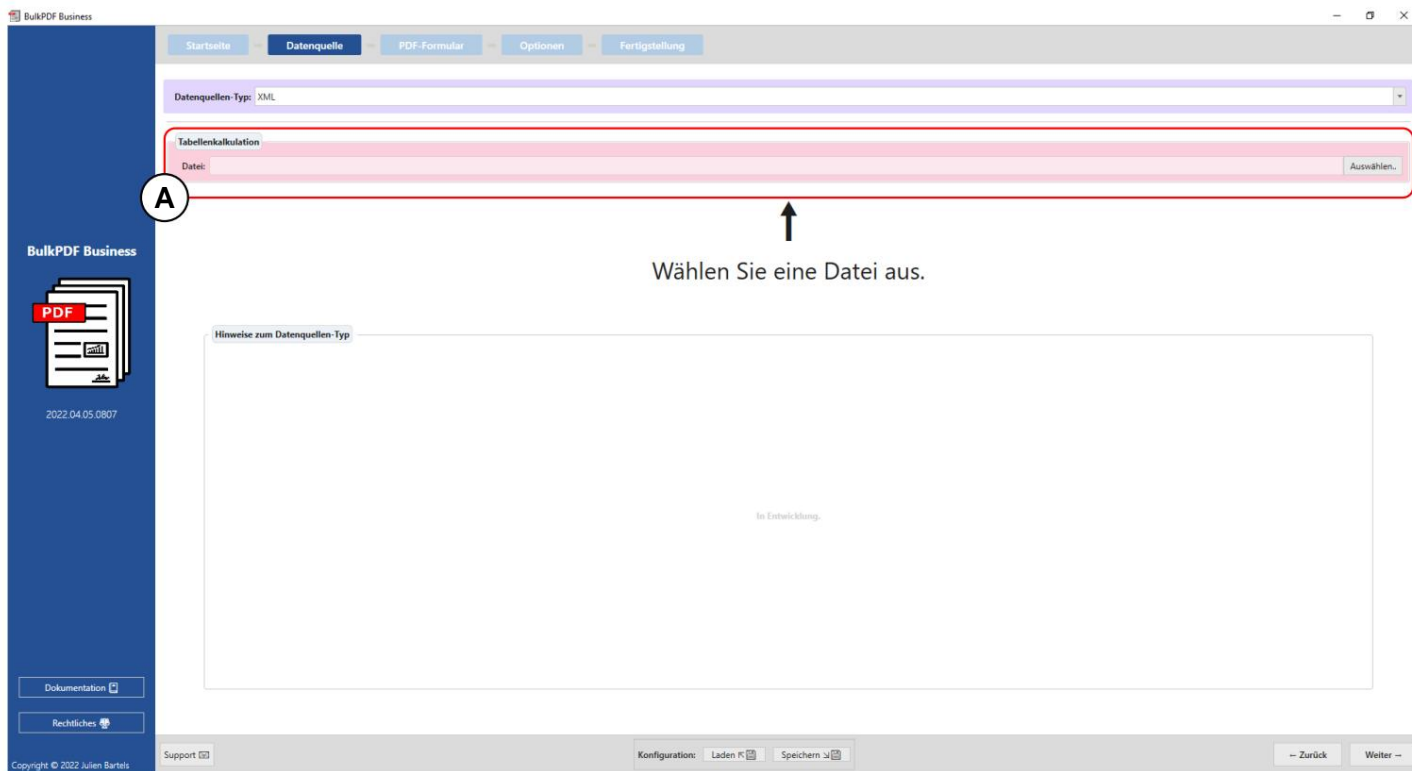 BulkPDF Business
Startseite
Datenquelle
PDF-Formular
Optionen
Fertigstellung
Datenquellen-Typ: XML
Tabellenkalkulation
Datei:
Auswählen..
A
Wählen Sie eine Datei aus.
BulkPDF Business
PDF
2022.04.05.0807
Hinweise zum Datenquellen-Typ
In Entwicklung.
Dokumentation
Rechtliches
Copyright © 2022 Julien Bartels
Support
Konfiguration: Laden Speichern
← Zurück
Weiter →